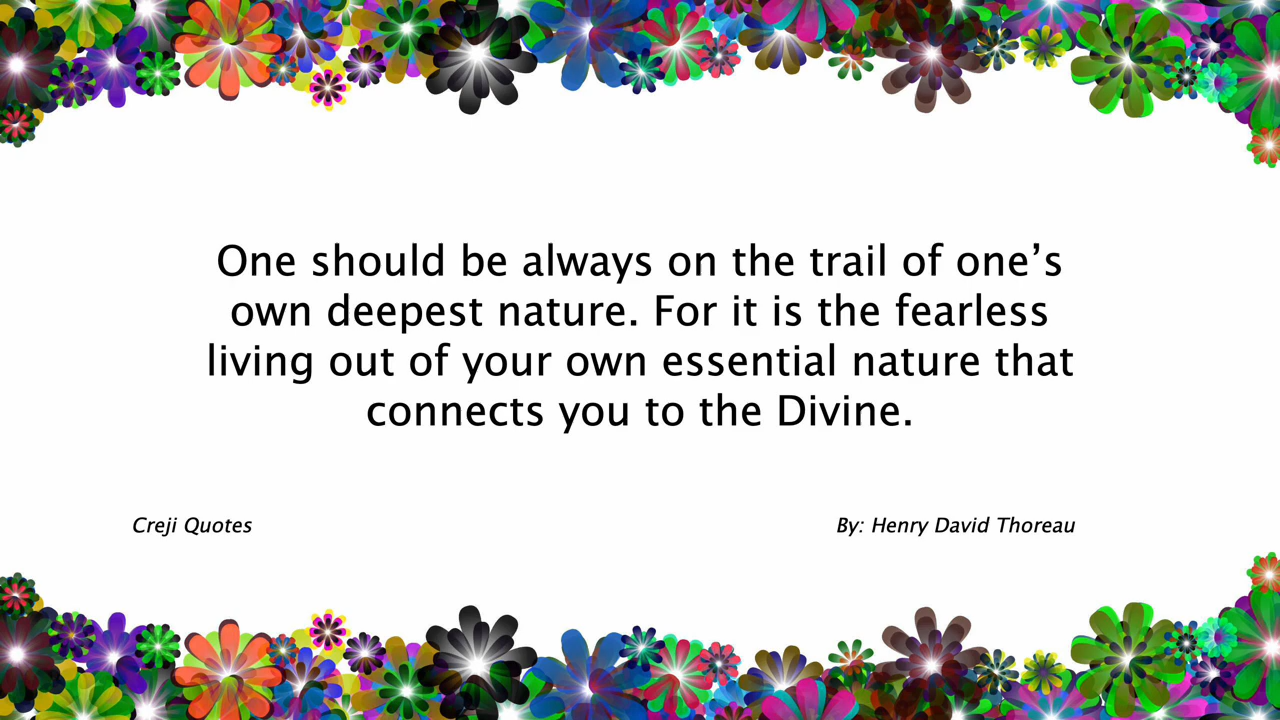 One should be always on the trail of one’s
own deepest nature. For it is the fearless
living out of your own essential nature that
connects you to the Divine.
Creji Quotes
By: Henry David Thoreau